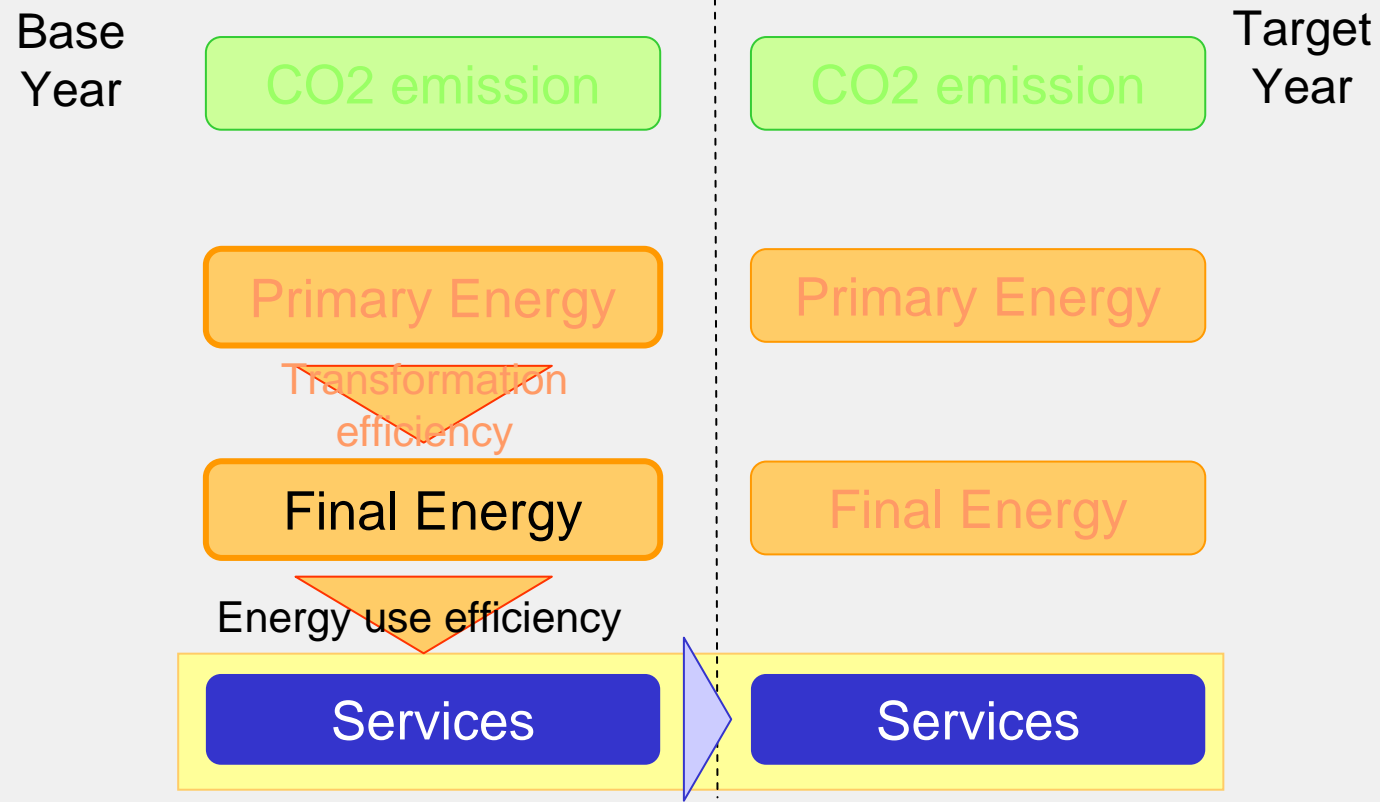 Base
Year
CO2 emission
CO2 emission
Target
Year
Primary Energy
Primary Energy
Transformation
efficiency
Final Energy
Final Energy
Energy use efficiency
Services
Services